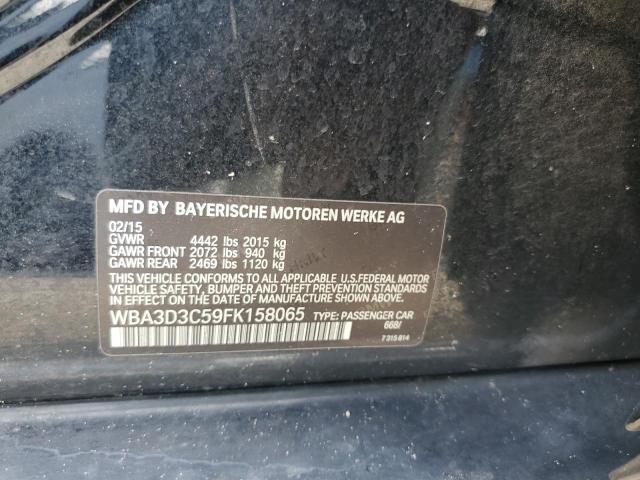 MFD BY BAYERISCHE MOTOREN WERKE AG
02/15
GVWR 4442 lbs 2015 kg
GAWR FRONT 2072 lbs 940 kg
GAWR REAR 2469 lbs 1120 kg
THIS VEHICLE CONFORMS TO ALL APPLICABLE U.S.FEDERAL MOTOR
VEHICLE SAFETY, BUMPER AND THEFT PREVENTION STANDARDS
IN EFFECT ON THE DATE OF MANUFACTURE SHOWN ABOVE.
WBA3D3C59FK158065 TYPE: PASSENGER CAR
668/
7315814